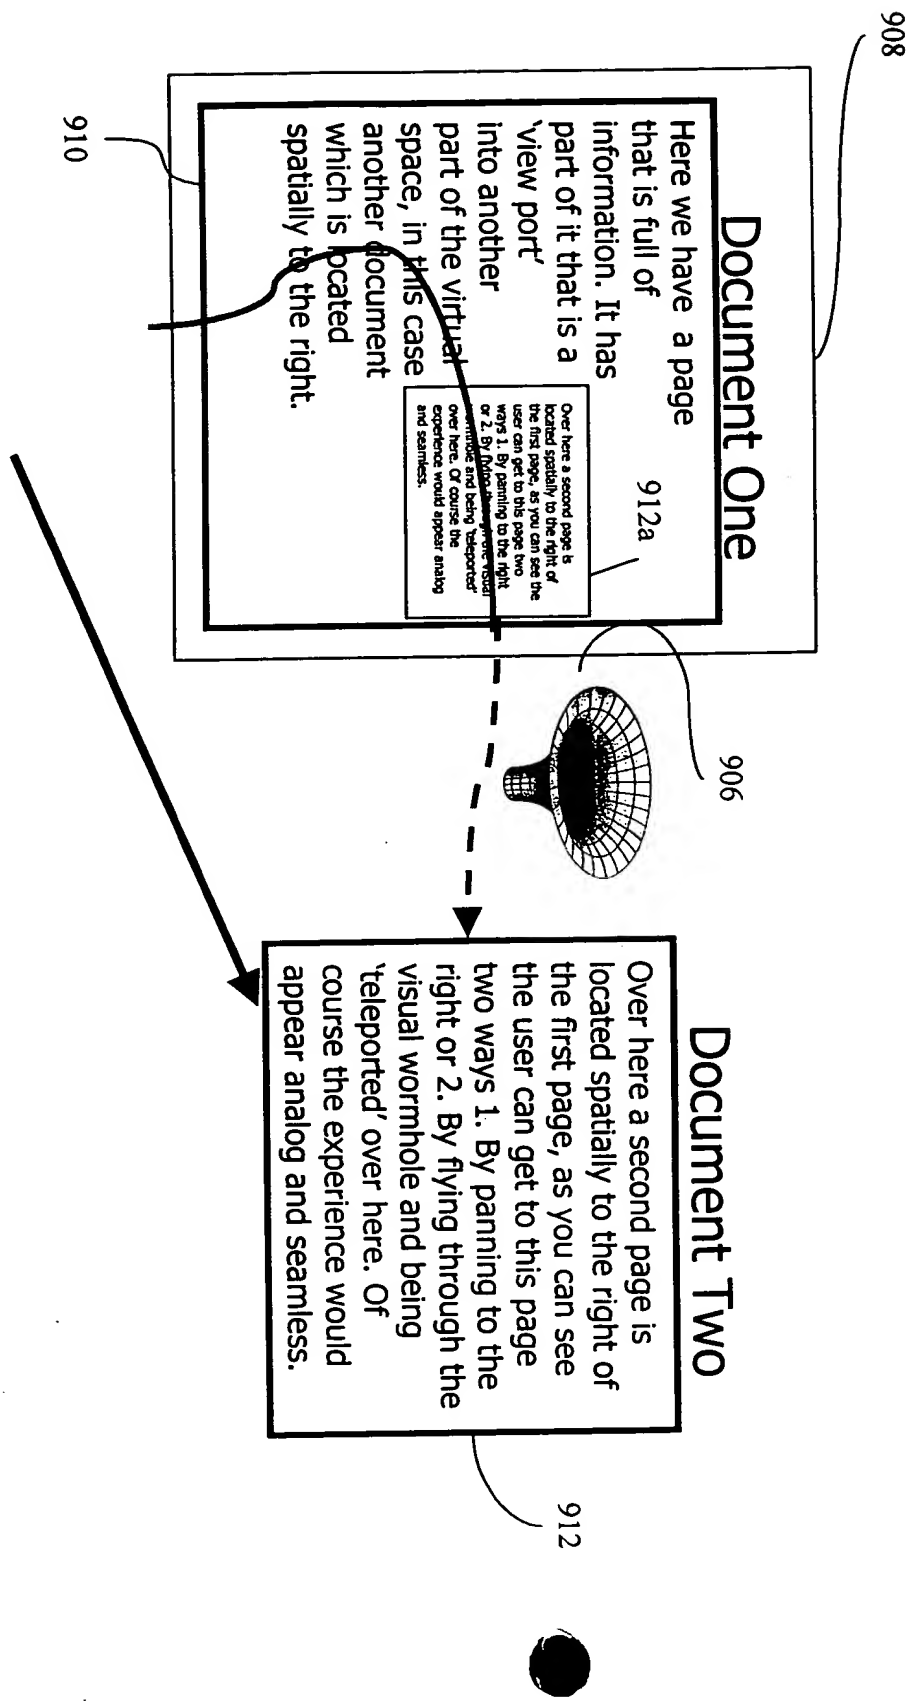 908
Document One
Here we have a page
that is full of
information. It has
part of it that is a
‘view port’
into another
part of the virtual
space, in this case
another document
which is located
spatially to the right.
910
912a
Over here a second page is
located spatially to the right of
the first page, as you can see the
user can get to this page two
ways 1. By panning to the right
or 2. By flying through the visual
wormhole and being ‘teleported’
over here. Of course the
experience would appear analog
and seamless.
906
Document Two
Over here a second page is
located spatially to the right of
the first page, as you can see
the user can get to this page
two ways 1. By panning to the
right or 2. By flying through the
visual wormhole and being
‘teleported’ over here. Of
course the experience would
appear analog and seamless.
912